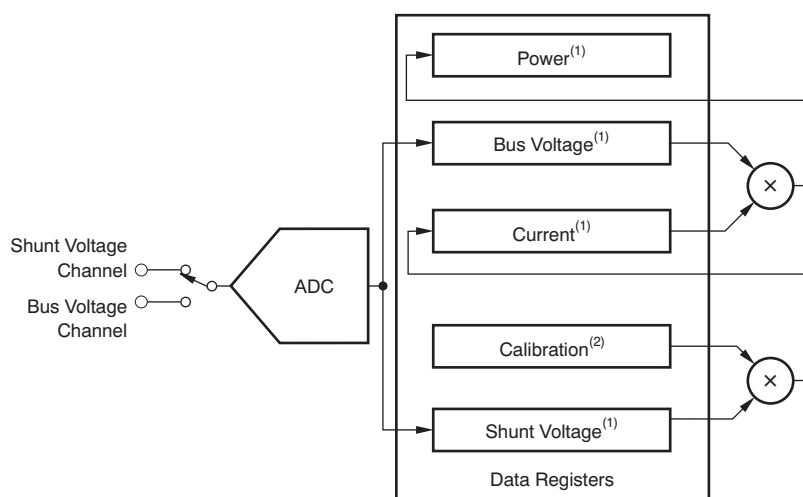 Power(1)
Bus Voltage(1)
×
Current(1)
Shunt Voltage
Channel
ADC
Bus Voltage
Channel
Calibration(2)
×
Shunt Voltage(1)
Data Registers